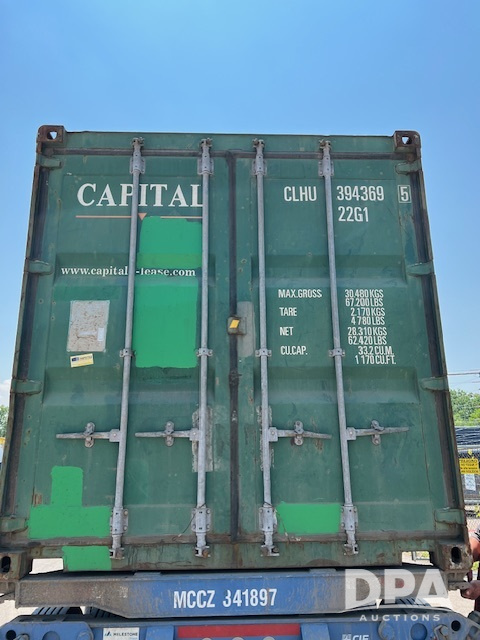 CAPITAL
CLHU 394369 5
22G1
www.capital-lease.com
MAX.GROSS 30.480 KGS
67.200 LBS
TARE 2.170 KGS
4.780 LBS
NET 28.310 KGS
62.420 LBS
CU.CAP. 33.2 CU.M.
1 170 CU.FT.
MCCZ 341897
MILESTONE
DPA
AUCTIONS